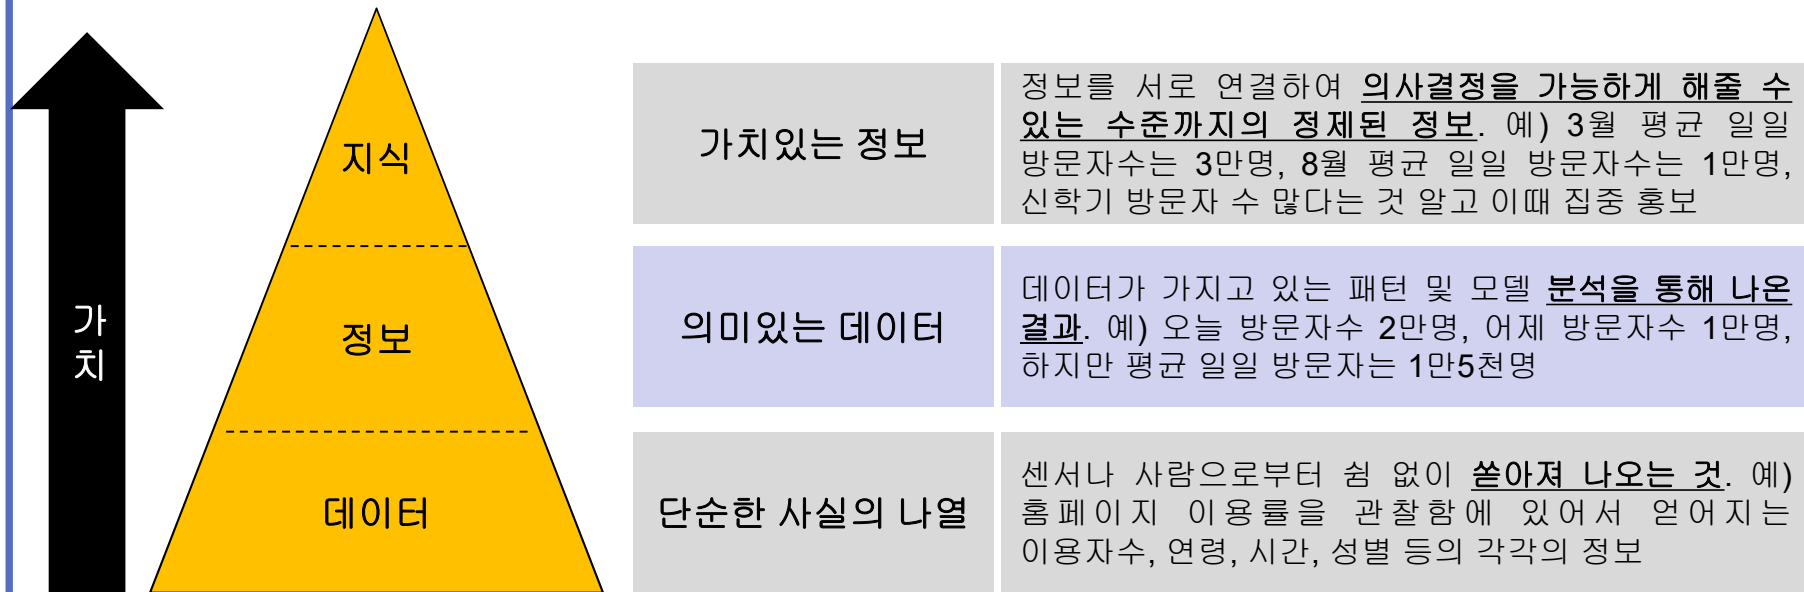 가
치
지식
정보
데이터
가치있는 정보
정보를 서로 연결하여 의사결정을 가능하게 해줄 수
있는 수준까지의 정제된 정보. 예) 3월 평균 일일
방문자수는 3만명, 8월 평균 일일 방문자수는 1만명,
신학기 방문자 수 많다는 것 알고 이때 집중 홍보
의미있는 데이터
데이터가 가지고 있는 패턴 및 모델 분석을 통해 나온
결과. 예) 오늘 방문자수 2만명, 어제 방문자수 1만명,
하지만 평균 일일 방문자는 1만5천명
단순한 사실의 나열
센서나 사람으로부터 쉼 없이 쏟아져 나오는 것. 예)
홈페이지 이용률을 관찰함에 있어서 얻어지는
이용자수, 연령, 시간, 성별 등의 각각의 정보